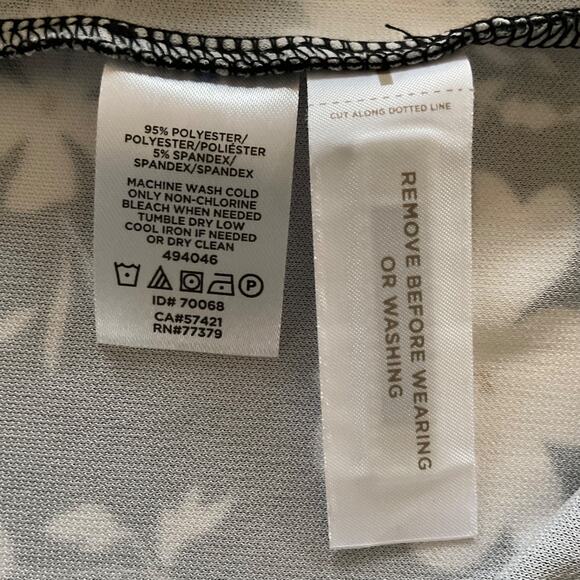 95% POLYESTER/
POLYESTER/POLIÉSTER
5% SPANDEX/
SPANDEX/SPANDEX
MACHINE WASH COLD
ONLY NON-CHLORINE
BLEACH WHEN NEEDED
TUMBLE DRY LOW
COOL IRON IF NEEDED
OR DRY CLEAN
494046
P
ID# 70068
CA#57421
RN#77379
CUT ALONG DOTTED LINE
REMOVE BEFORE WEARING
OR WASHING